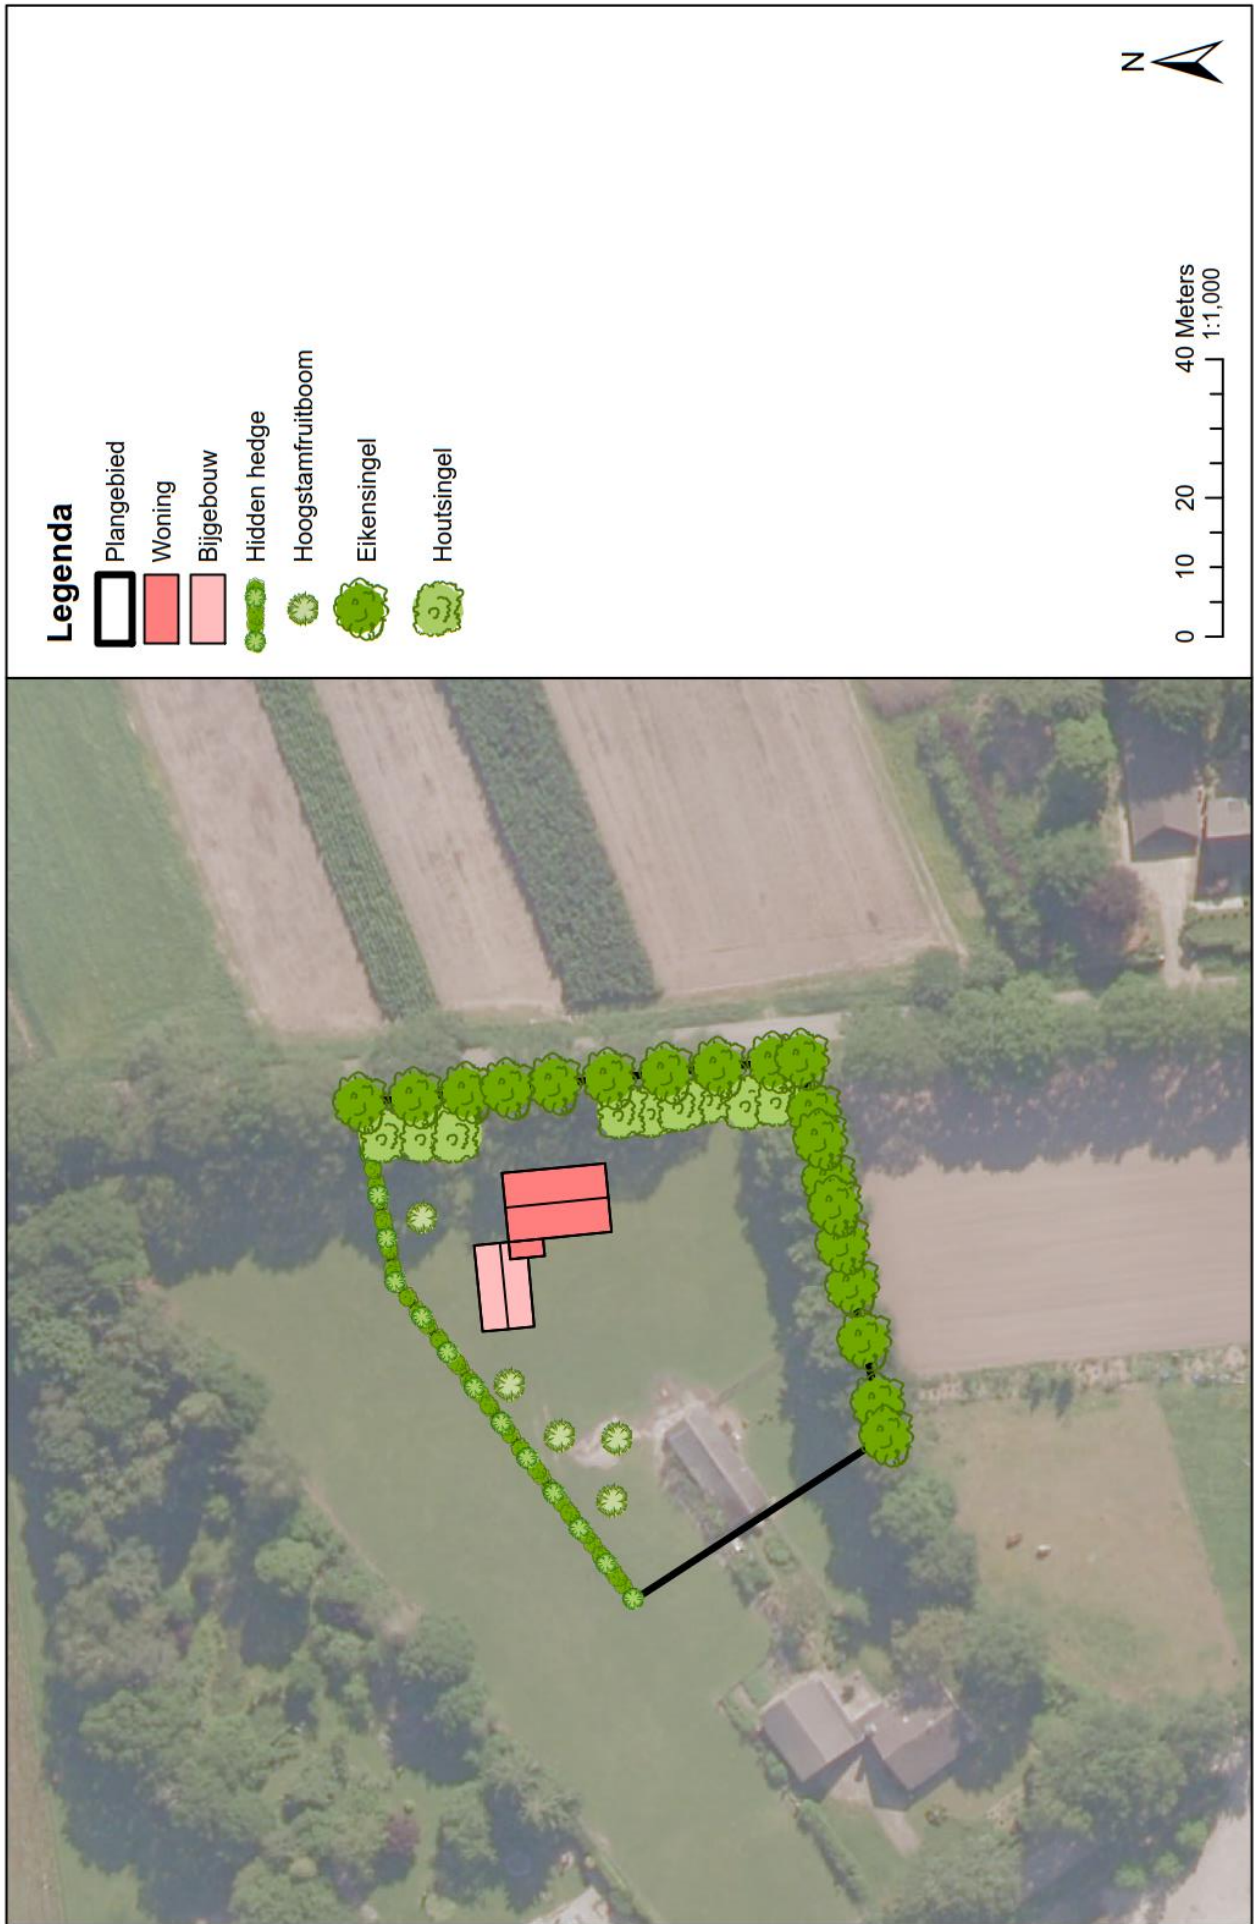 Legenda
Plangebied
Woning
Bijgebouw
Hidden hedge
Hoogstamfruitboom
Eikensingel
Houtsingel
N
0 10 20 40 Meters
1:1,000